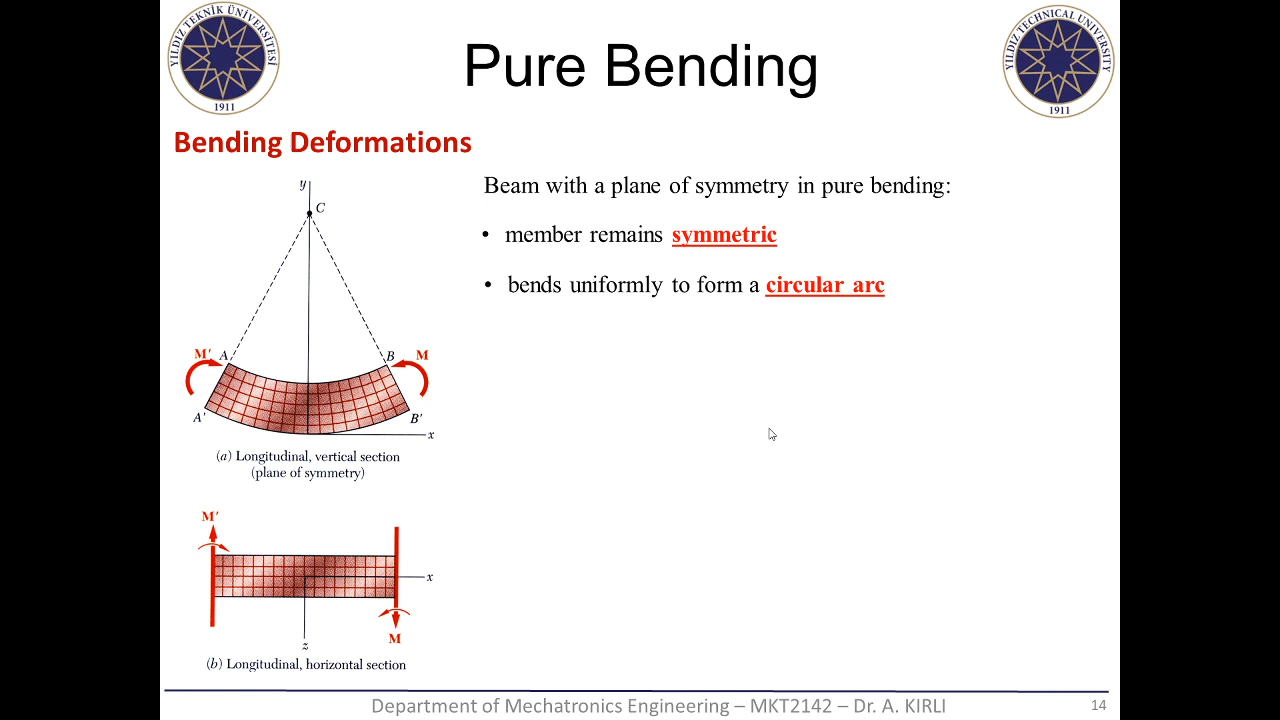 YILDIZ TEKNİK ÜNİVERSİTESİ
1911
Pure Bending
YILDIZ TECHNICAL UNIVERSITY
1911
Bending Deformations
Beam with a plane of symmetry in pure bending:
• member remains symmetric
• bends uniformly to form a circular arc
y
C
M′ A
B M
A′
B′
x
(a) Longitudinal, vertical section
(plane of symmetry)
M′
x
M
z
(b) Longitudinal, horizontal section
Department of Mechatronics Engineering – MKT2142 – Dr. A. KIRLI
14